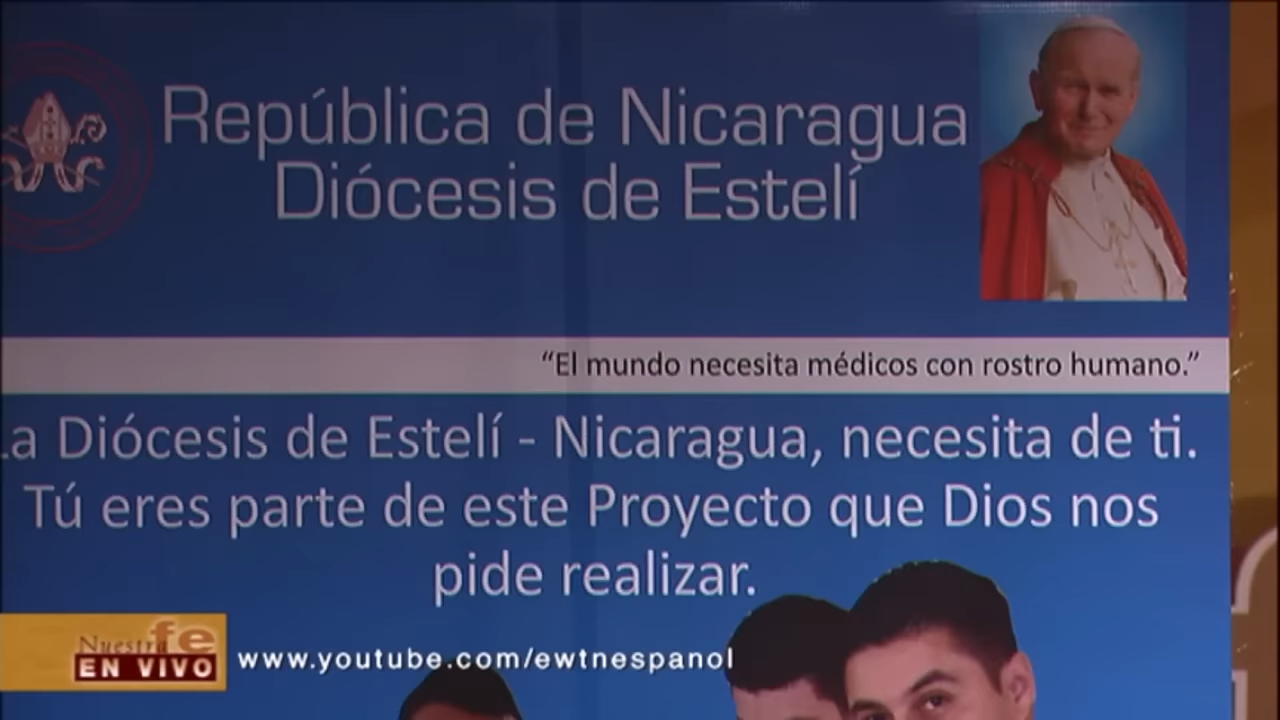 República de Nicaragua
Diócesis de Estelí
“El mundo necesita médicos con rostro humano.”
La Diócesis de Estelí - Nicaragua, necesita de ti.
Tú eres parte de este Proyecto que Dios nos
pide realizar.
Nuestra fe
EN VIVO
www.youtube.com/ewtnespanol